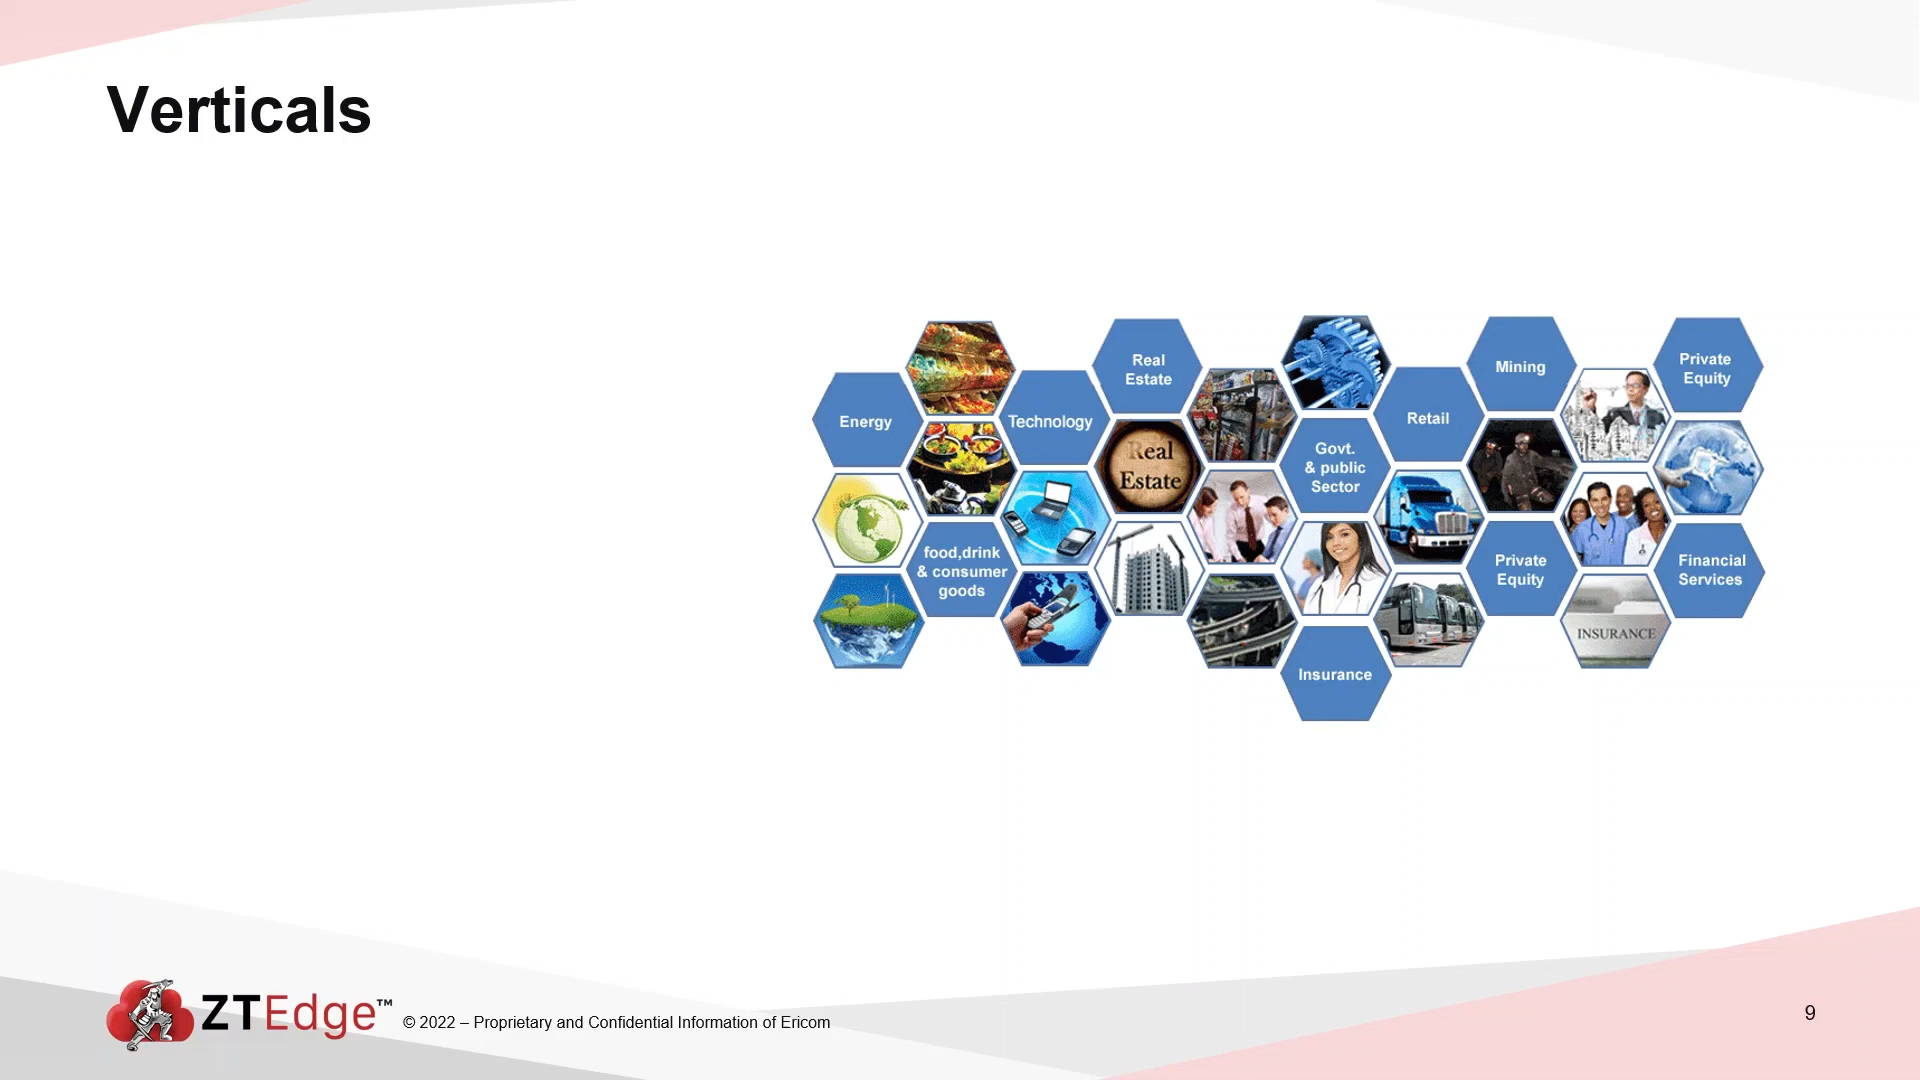 Verticals
Real
Estate
Mining
Private
Equity
Energy
Technology
Retail
Real
Estate
Govt.
& public
Sector
food,drink
& consumer
goods
Private
Equity
Financial
Services
INSURANCE
Insurance
ZTEdge™
© 2022 – Proprietary and Confidential Information of Ericom
9